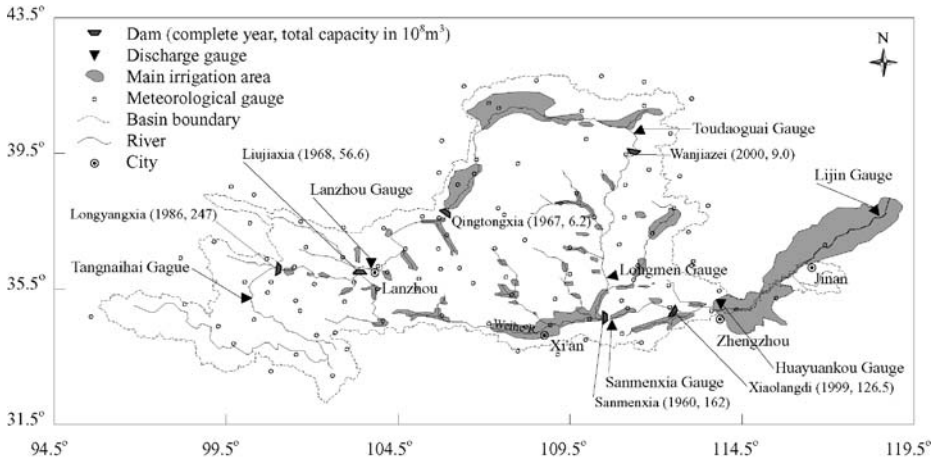 43.5°
39.5°
35.5°
31.5°
94.5°
99.5°
104.5°
109.5°
114.5°
119.5°
Dam (complete year, total capacity in 10⁸m³)
Discharge gauge
Main irrigation area
Meteorological gauge
Basin boundary
River
City
N
Toudaoguai Gauge
Wanjiazei (2000, 9.0)
Liujiaxia (1968, 56.6)
Lanzhou Gauge
Lijin Gauge
Longyangxia (1986, 247)
Qingtongxia (1967, 6.2)
Tangnaihai Gague
Longmen Gauge
Lanzhou
Jinan
Xi'an
Zhengzhou
Huayuankou Gauge
Sanmenxia Gauge
Xiaolangdi (1999, 126.5)
Sanmenxia (1960, 162)